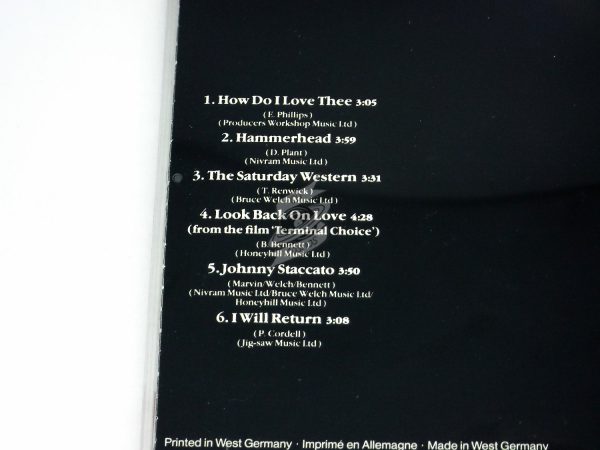 1. How Do I Love Thee 3:05
(E. Phillips)
(Producers Workshop Music Ltd)
2. Hammerhead 3:59
(D. Plant)
(Nivram Music Ltd)
3. The Saturday Western 3:31
(T. Renwick)
(Bruce Welch Music Ltd)
4. Look Back On Love 4:28
(from the film 'Terminal Choice')
(B. Bennett)
(Honeyhill Music Ltd)
5. Johnny Staccato 3:50
(Marvin/Welch/Bennett)
(Nivram Music Ltd/Bruce Welch Music Ltd/
Honeyhill Music Ltd)
6. I Will Return 3:08
(P. Cordell)
(Jig-saw Music Ltd)
Printed in West Germany · Imprimé en Allemagne · Made in West Germany